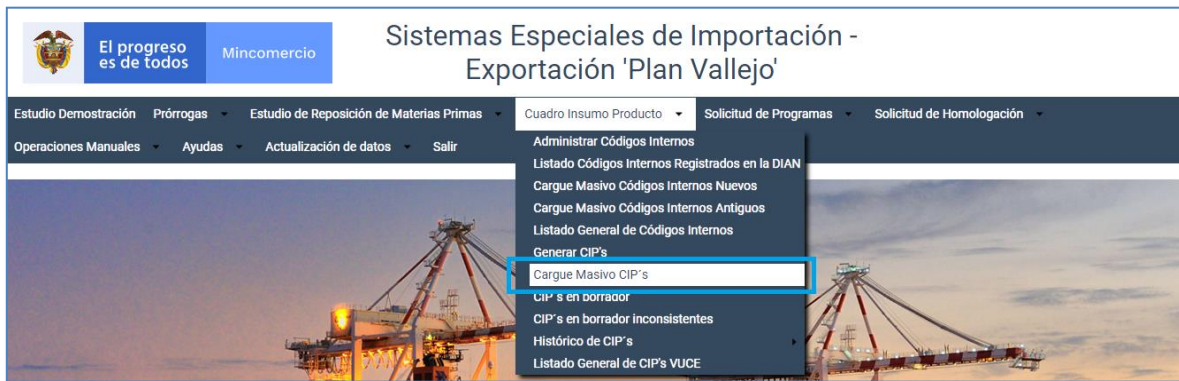 El progreso
es de todos
Mincomercio
Sistemas Especiales de Importación -
Exportación 'Plan Vallejo'
Estudio Demostración Prórrogas Estudio de Reposición de Materias Primas Cuadro Insumo Producto Solicitud de Programas Solicitud de Homologación
Operaciones Manuales Ayudas Actualización de datos Salir
Administrar Códigos Internos
Listado Códigos Internos Registrados en la DIAN
Cargue Masivo Códigos Internos Nuevos
Cargue Masivo Códigos Internos Antiguos
Listado General de Códigos Internos
Generar CIP's
Cargue Masivo CIP´s
CIP´s en borrador
CIP´s en borrador inconsistentes
Histórico de CIP´s
Listado General de CIP's VUCE